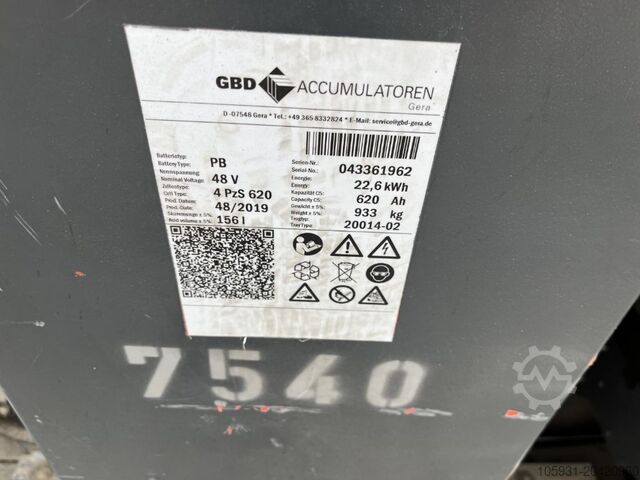 GBD ACCUMULATOREN
Gera
D -07548 Gera * Tel.: +49 365 8332824 * E-Mail: service@gbd-gera.de
Batterietyp:
Battery Type: PB
Nennspannung:
Nominal Voltage: 48 V
Zellentype:
Cell Type: 4 PzS 620
Prod. Datum:
Prod.-Date: 48/2019
Säuremenge ± 5%:
Acid volume ± 5%: 156 l
Serien-Nr.:
Serial-No.: 043361962
Energie:
Energy: 22,6 kWh
Kapazität C5:
Capacity C5: 620 Ah
Gewicht ± 5%:
Weight ± 5%: 933 kg
Trogtyp:
Tray Type: 20014-02
Pb
7540